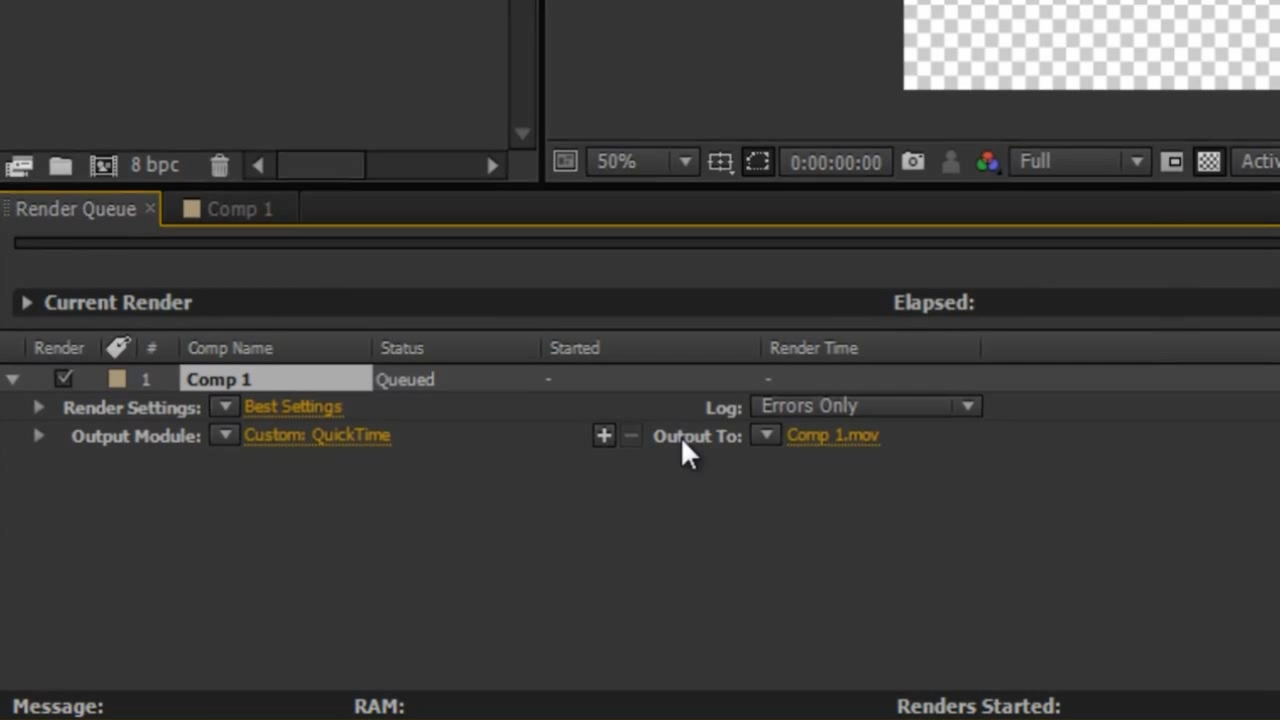 8 bpc
50% 0:00:00:00 Full
Render Queue × Comp 1
Current Render Elapsed:
Render # Comp Name Status Started Render Time
1 Comp 1 Queued - -
Render Settings: Best Settings Log: Errors Only
Output Module: Custom: QuickTime + - Output To: Comp 1.mov
Message: RAM: Renders Started: